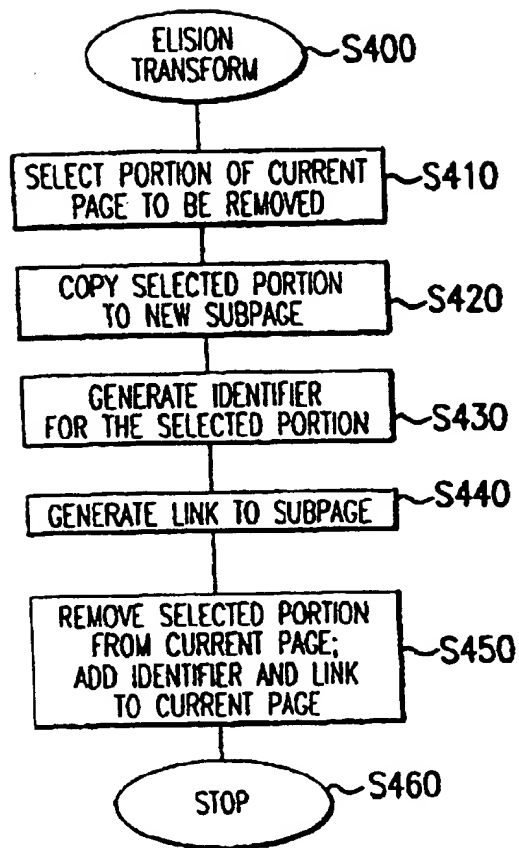 ELISION
TRANSFORM
S400
SELECT PORTION OF CURRENT
PAGE TO BE REMOVED
S410
COPY SELECTED PORTION
TO NEW SUBPAGE
S420
GENERATE IDENTIFIER
FOR THE SELECTED PORTION
S430
GENERATE LINK TO SUBPAGE
S440
REMOVE SELECTED PORTION
FROM CURRENT PAGE;
ADD IDENTIFIER AND LINK
TO CURRENT PAGE
S450
STOP
S460